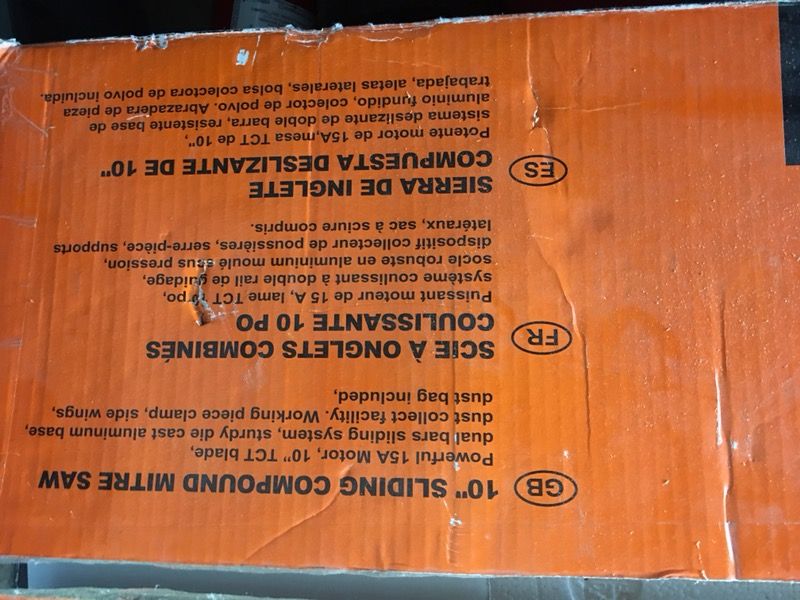 GB 10" SLIDING COMPOUND MITRE SAW
Powerful 15A Motor, 10" TCT blade,
dual bars sliding system, sturdy die cast aluminum base,
dust collect facility. Working piece clamp, side wings,
dust bag included,
FR SCIE À ONGLETS COMBINÉS
COULISSANTE 10 PO
Puissant moteur de 15 A, lame TCT 10 po,
système coulissant à double rail de guidage,
socle robuste en aluminium moulé sous pression,
dispositif collecteur de poussières, serre-pièce, supports
latéraux, sac à sciure compris.
ES SIERRA DE INGLETE
COMPUESTA DESLIZANTE DE 10"
Potente motor de 15A,mesa TCT de 10",
sistema deslizante de doble barra, resistente base de
aluminio fundido, colector de polvo. Abrazadera de pieza
trabajada, aletas laterales, bolsa colectora de polvo incluida.